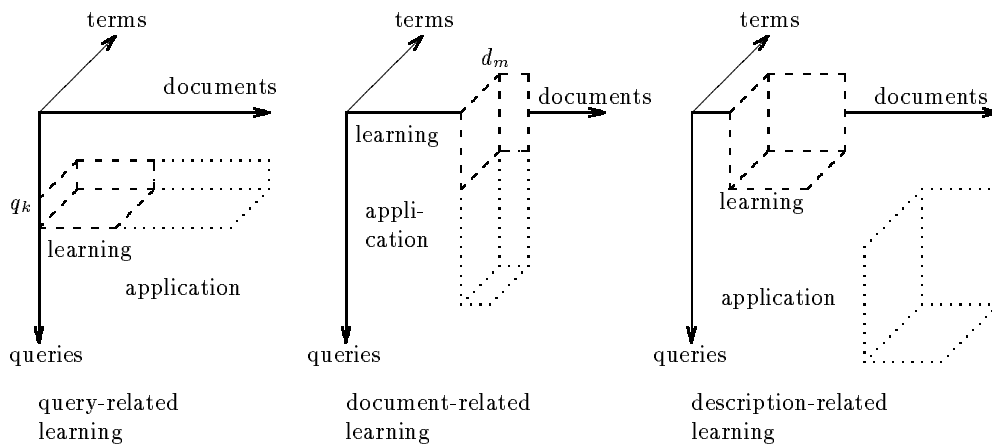 terms
documents
q_k
learning
application
queries
query-related
learning
terms
d_m
documents
learning
appli-
cation
queries
document-related
learning
terms
documents
learning
application
queries
description-related
learning